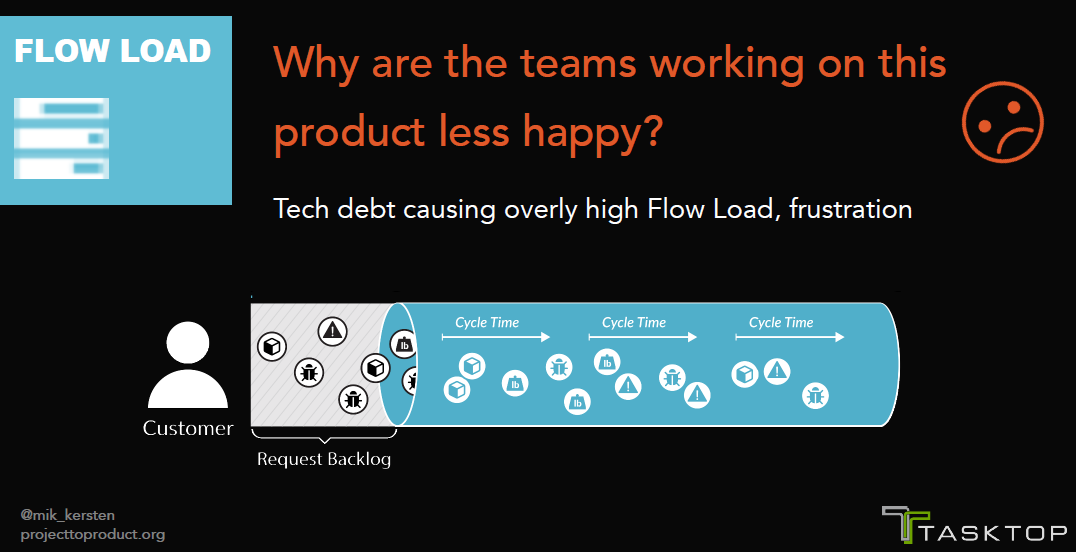 FLOW LOAD
Why are the teams working on this
product less happy?
Tech debt causing overly high Flow Load, frustration
Cycle Time
Cycle Time
Cycle Time
lb
lb
lb
lb
Customer
Request Backlog
@mik_kersten
projecttoproduct.org
TASKTOP